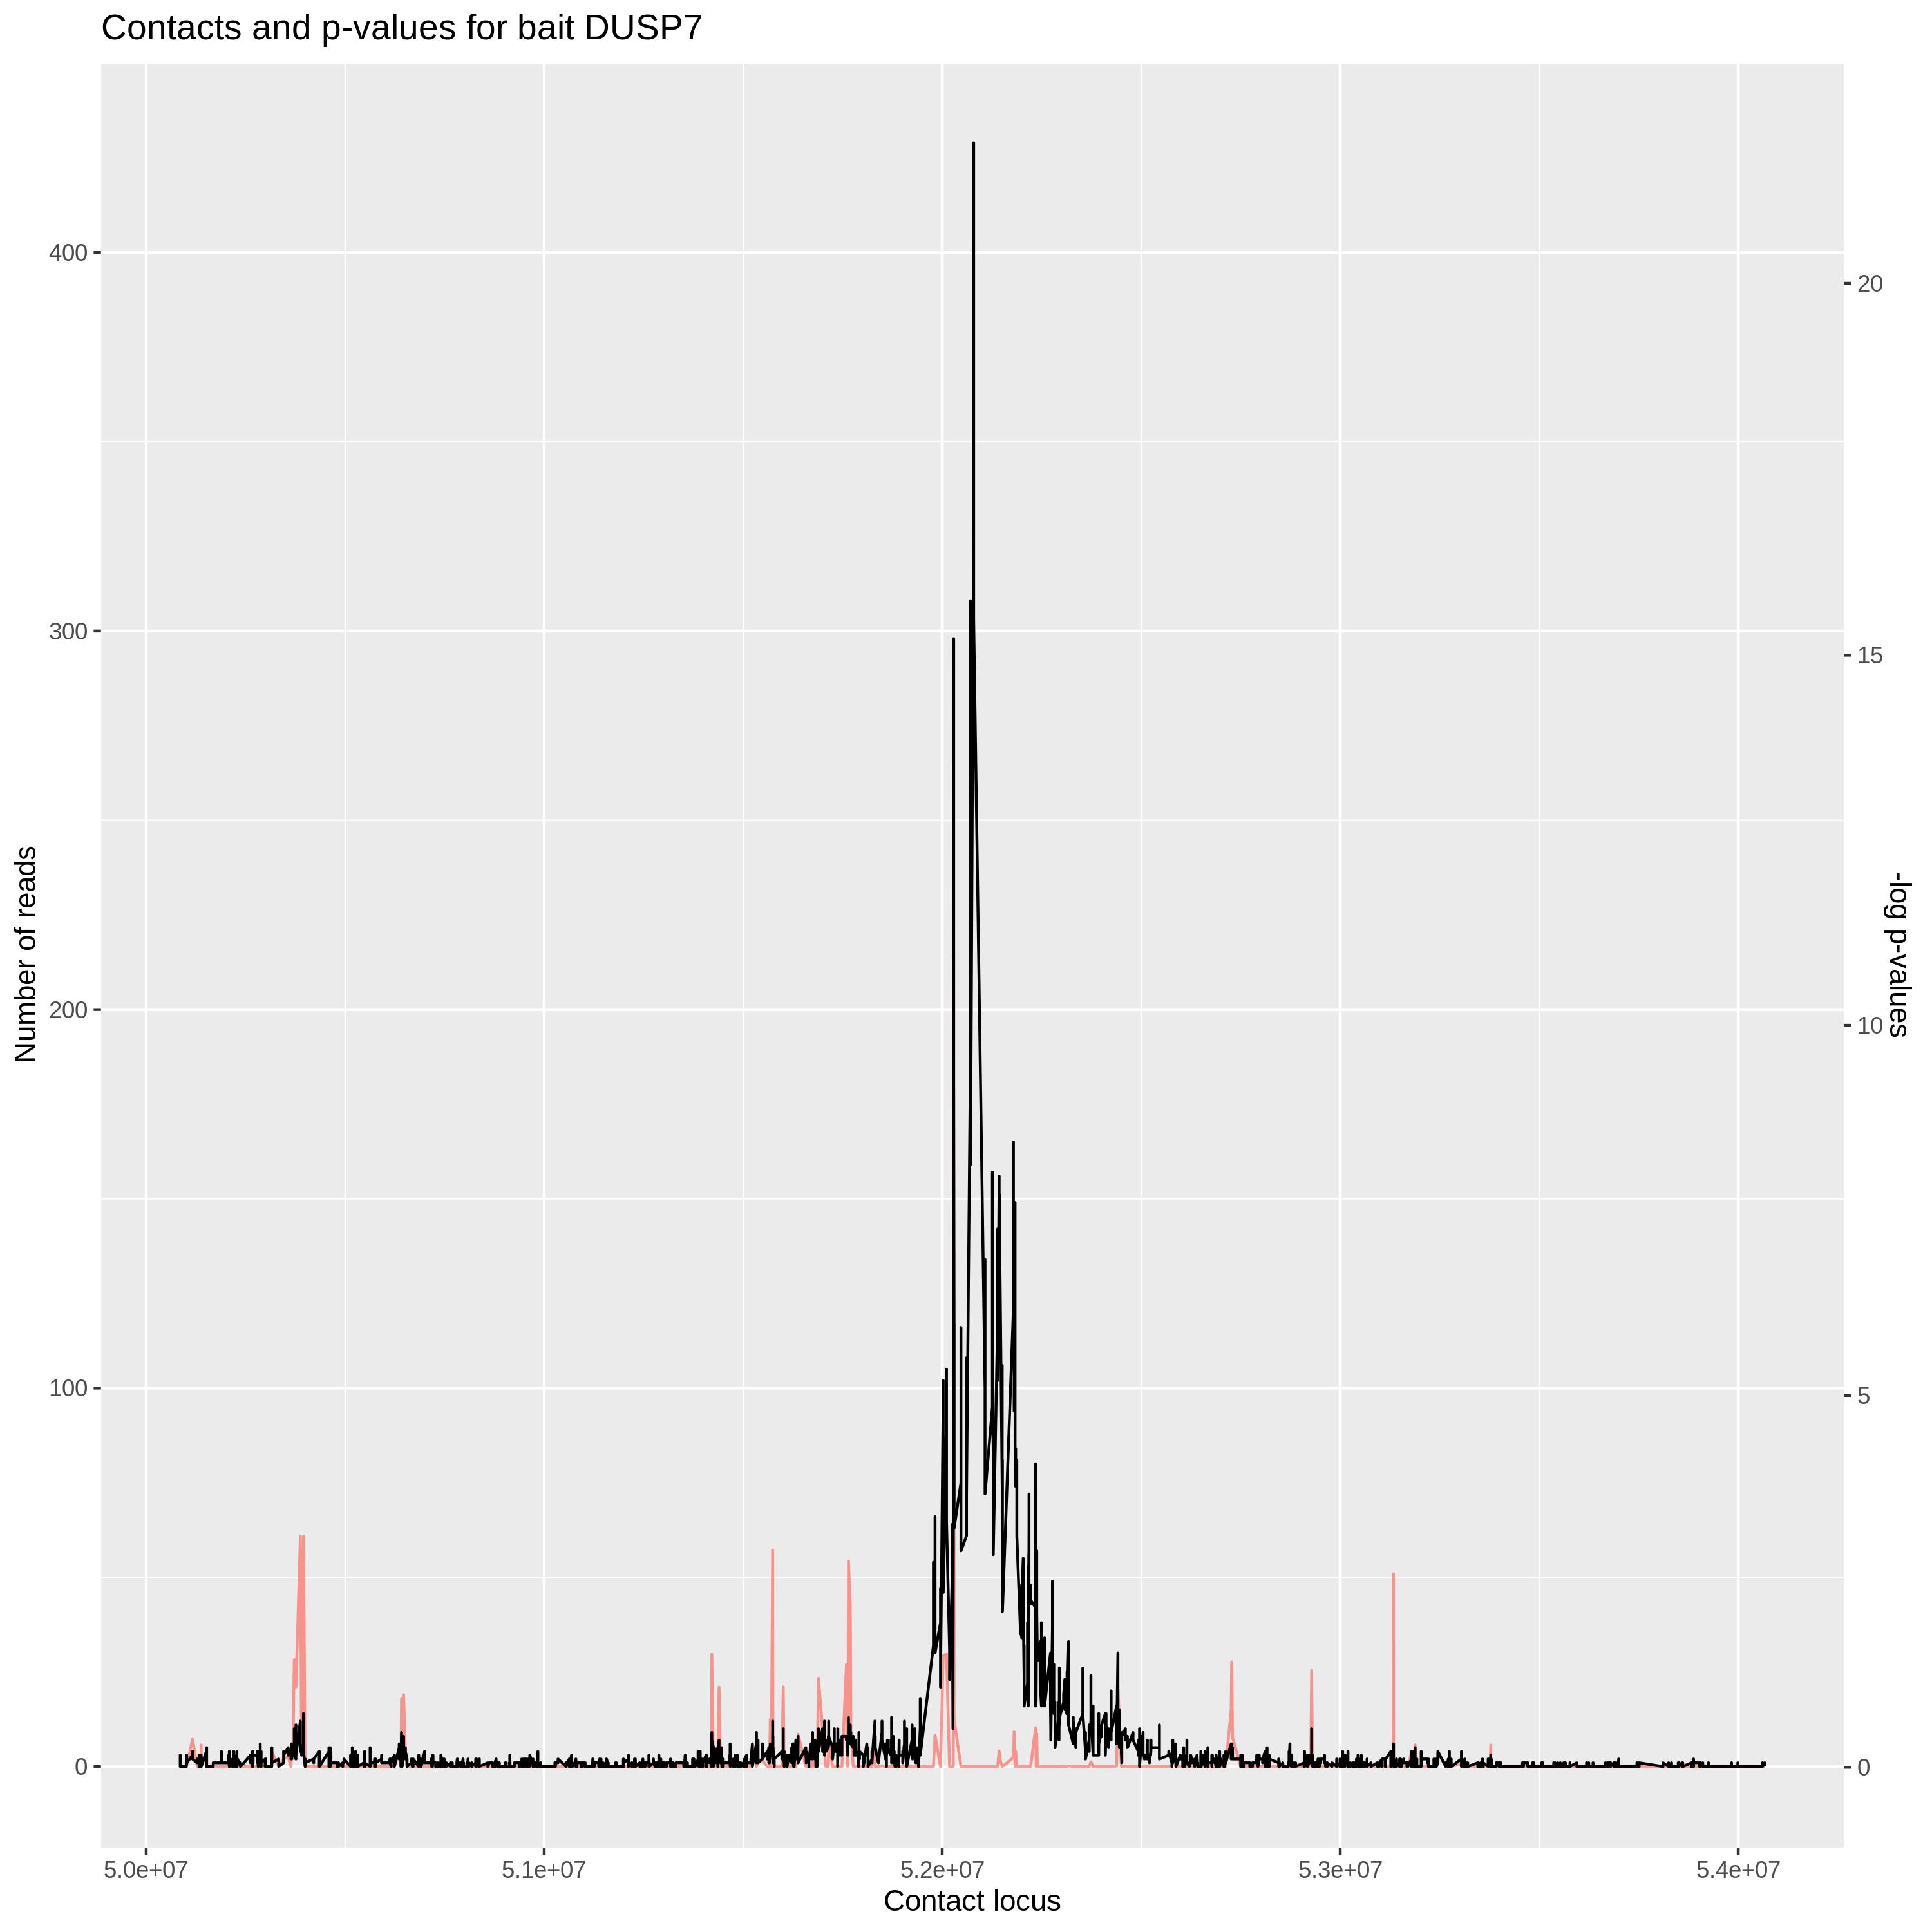 Contacts and p-values for bait DUSP7
400
300
200
100
0
Number of reads
20
15
10
5
0
-log p-values
5.0e+07 5.1e+07 5.2e+07 5.3e+07 5.4e+07
Contact locus